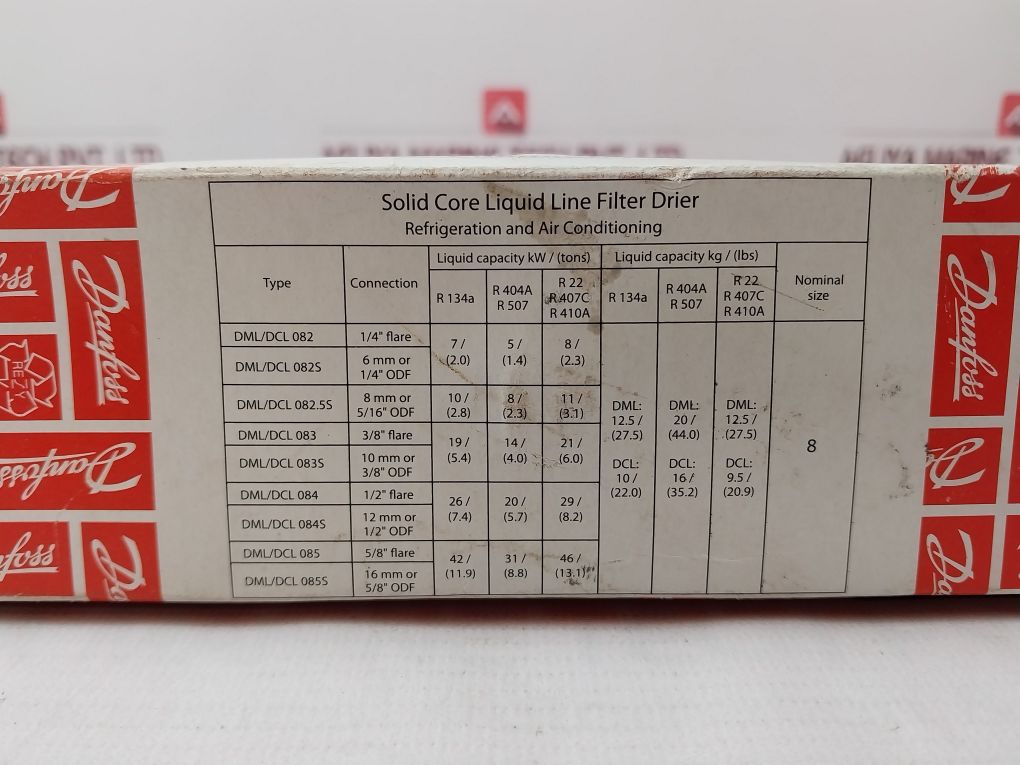 Solid Core Liquid Line Filter Drier
Refrigeration and Air Conditioning
Type
Connection
Liquid capacity kW / (tons)
Liquid capacity kg / (lbs)
Nominal
size
R 134a
R 404A
R 507
R 22
R 407C
R 410A
R 134a
R 404A
R 507
R 22
R 407C
R 410A
DML/DCL 082
1/4" flare
7 /
(2.0)
5 /
(1.4)
8 /
(2.3)
DML/DCL 082S
6 mm or
1/4" ODF
DML/DCL 082.5S
8 mm or
5/16" ODF
10 /
(2.8)
8 /
(2.3)
11 /
(3.1)
DML/DCL 083
3/8" flare
19 /
(5.4)
14 /
(4.0)
21 /
(6.0)
DML/DCL 083S
10 mm or
3/8" ODF
DML/DCL 084
1/2" flare
26 /
(7.4)
20 /
(5.7)
29 /
(8.2)
DML/DCL 084S
12 mm or
1/2" ODF
DML/DCL 085
5/8" flare
42 /
(11.9)
31 /
(8.8)
46 /
(13.1)
DML/DCL 085S
16 mm or
5/8" ODF
DML:
12.5 /
(27.5)
DCL:
10 /
(22.0)
DML:
20 /
(44.0)
DCL:
16 /
(35.2)
DML:
12.5 /
(27.5)
DCL:
9.5 /
(20.9)
8
Danfoss
Danfoss
Danfoss
Danfoss
RE
ZY